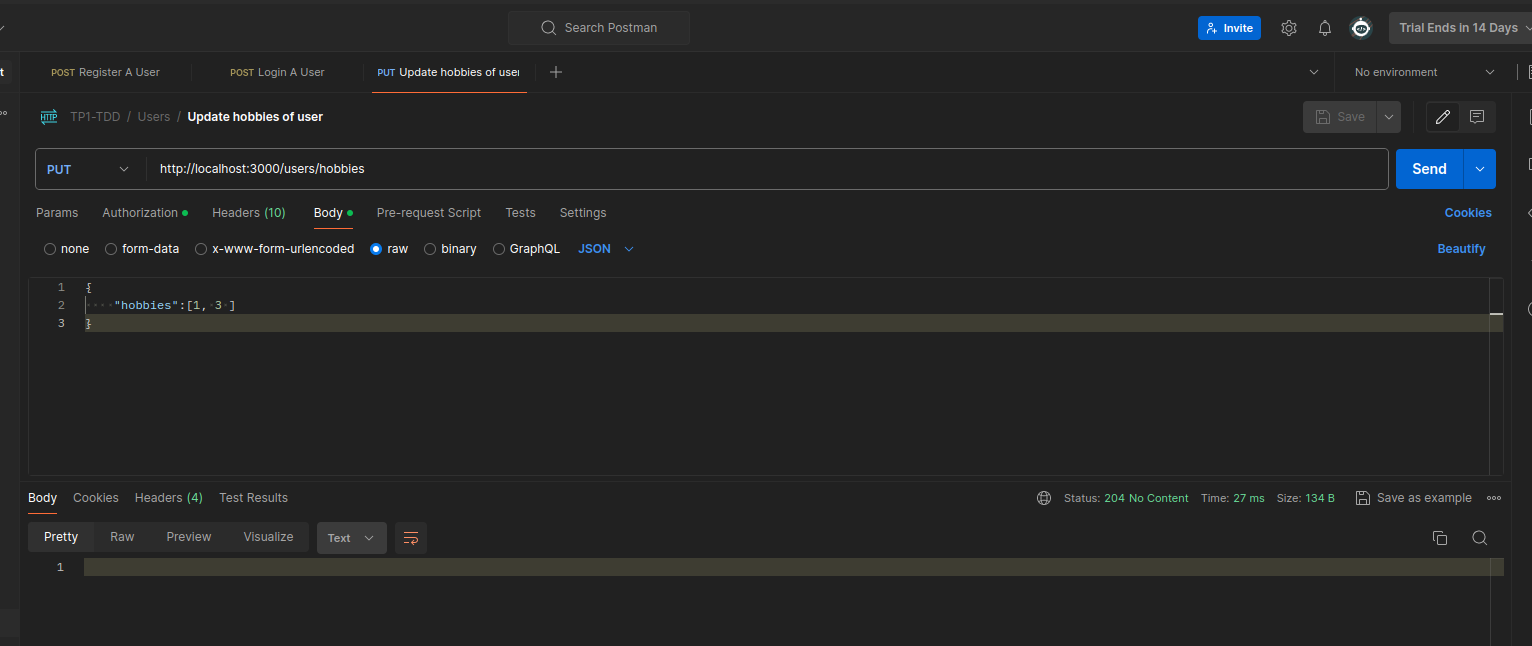 Search Postman
Invite
Trial Ends in 14 Days
t
POST Register A User
POST Login A User
PUT Update hobbies of user
No environment
HTTP TP1-TDD / Users / Update hobbies of user
Save
PUT http://localhost:3000/users/hobbies
Send
Params Authorization Headers (10) Body Pre-request Script Tests Settings
Cookies
none form-data x-www-form-urlencoded raw binary GraphQL JSON
Beautify
1 {
2 ····"hobbies":[1,·3·]
3 }
Body Cookies Headers (4) Test Results
Status: 204 No Content Time: 27 ms Size: 134 B Save as example
Pretty Raw Preview Visualize Text
1